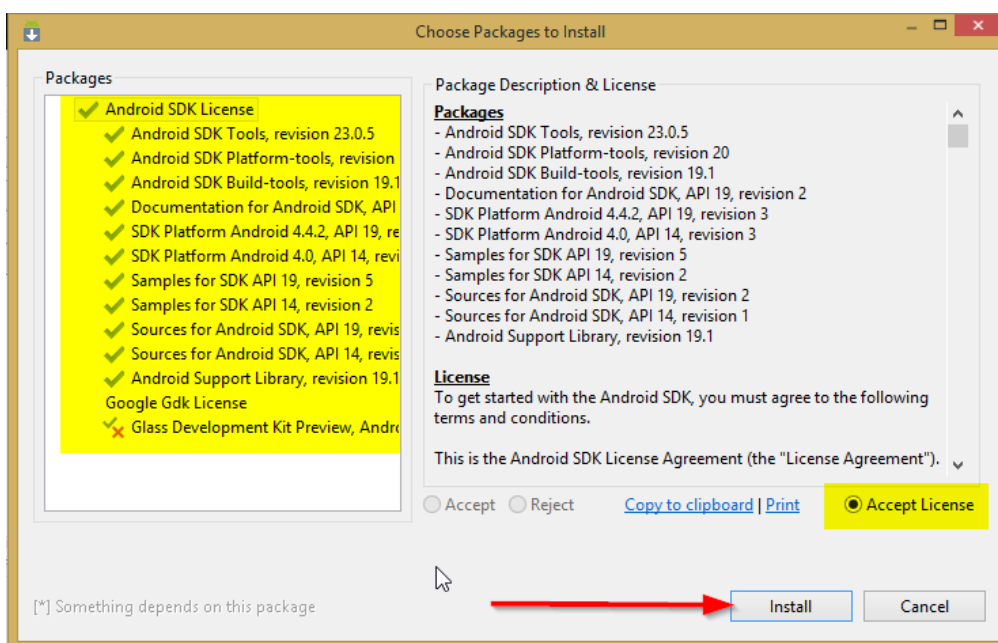 Choose Packages to Install
Packages
Android SDK License
Android SDK Tools, revision 23.0.5
Android SDK Platform-tools, revision
Android SDK Build-tools, revision 19.1
Documentation for Android SDK, API
SDK Platform Android 4.4.2, API 19, re
SDK Platform Android 4.0, API 14, revi
Samples for SDK API 19, revision 5
Samples for SDK API 14, revision 2
Sources for Android SDK, API 19, revis
Sources for Android SDK, API 14, revis
Android Support Library, revision 19.1
Google Gdk License
Glass Development Kit Preview, Andro
Package Description & License
Packages
- Android SDK Tools, revision 23.0.5
- Android SDK Platform-tools, revision 20
- Android SDK Build-tools, revision 19.1
- Documentation for Android SDK, API 19, revision 2
- SDK Platform Android 4.4.2, API 19, revision 3
- SDK Platform Android 4.0, API 14, revision 3
- Samples for SDK API 19, revision 5
- Samples for SDK API 14, revision 2
- Sources for Android SDK, API 19, revision 2
- Sources for Android SDK, API 14, revision 1
- Android Support Library, revision 19.1
License
To get started with the Android SDK, you must agree to the following
terms and conditions.
This is the Android SDK License Agreement (the "License Agreement").
Accept Reject Copy to clipboard | Print Accept License
[*] Something depends on this package
Install Cancel